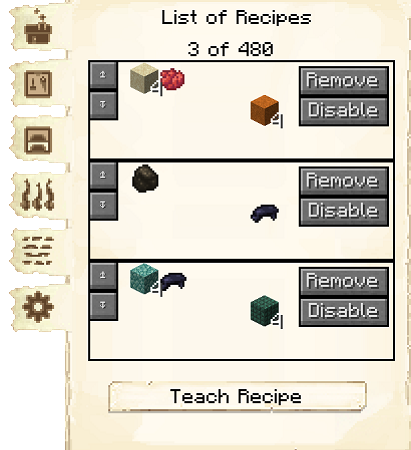 List of Recipes
3 of 480
Remove
Disable
Remove
Disable
Remove
Disable
Teach Recipe